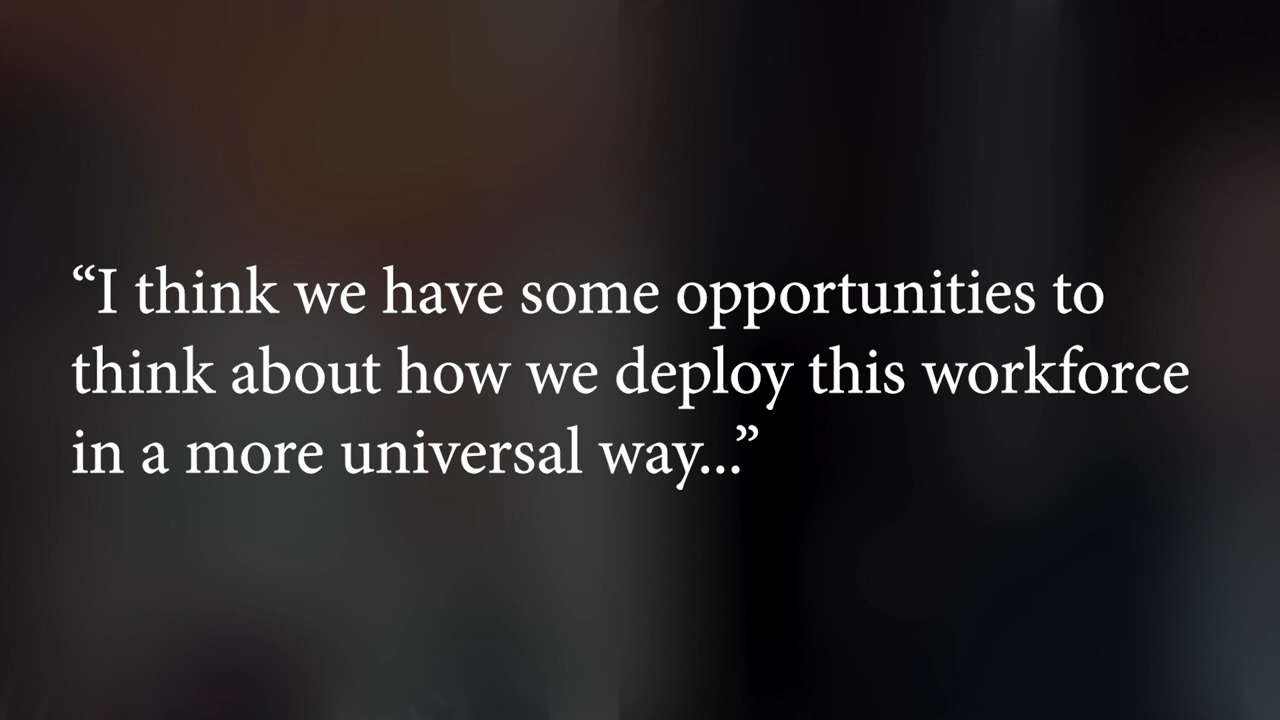 “I think we have some opportunities to
think about how we deploy this workforce
in a more universal way...”